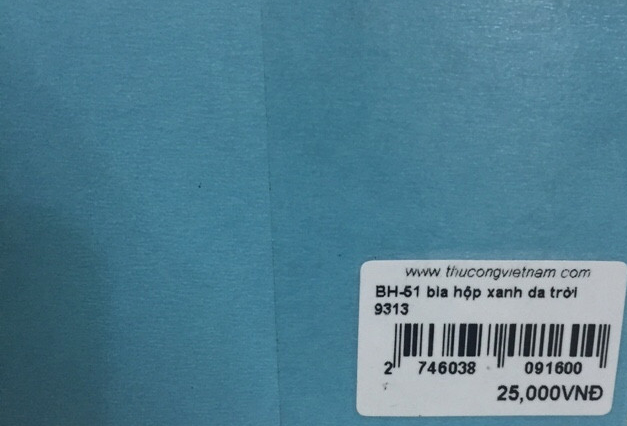 www thucongvietnam com
BH-51 bìa hộp xanh da trời
9313
2 746038 091600
25,000VNĐ